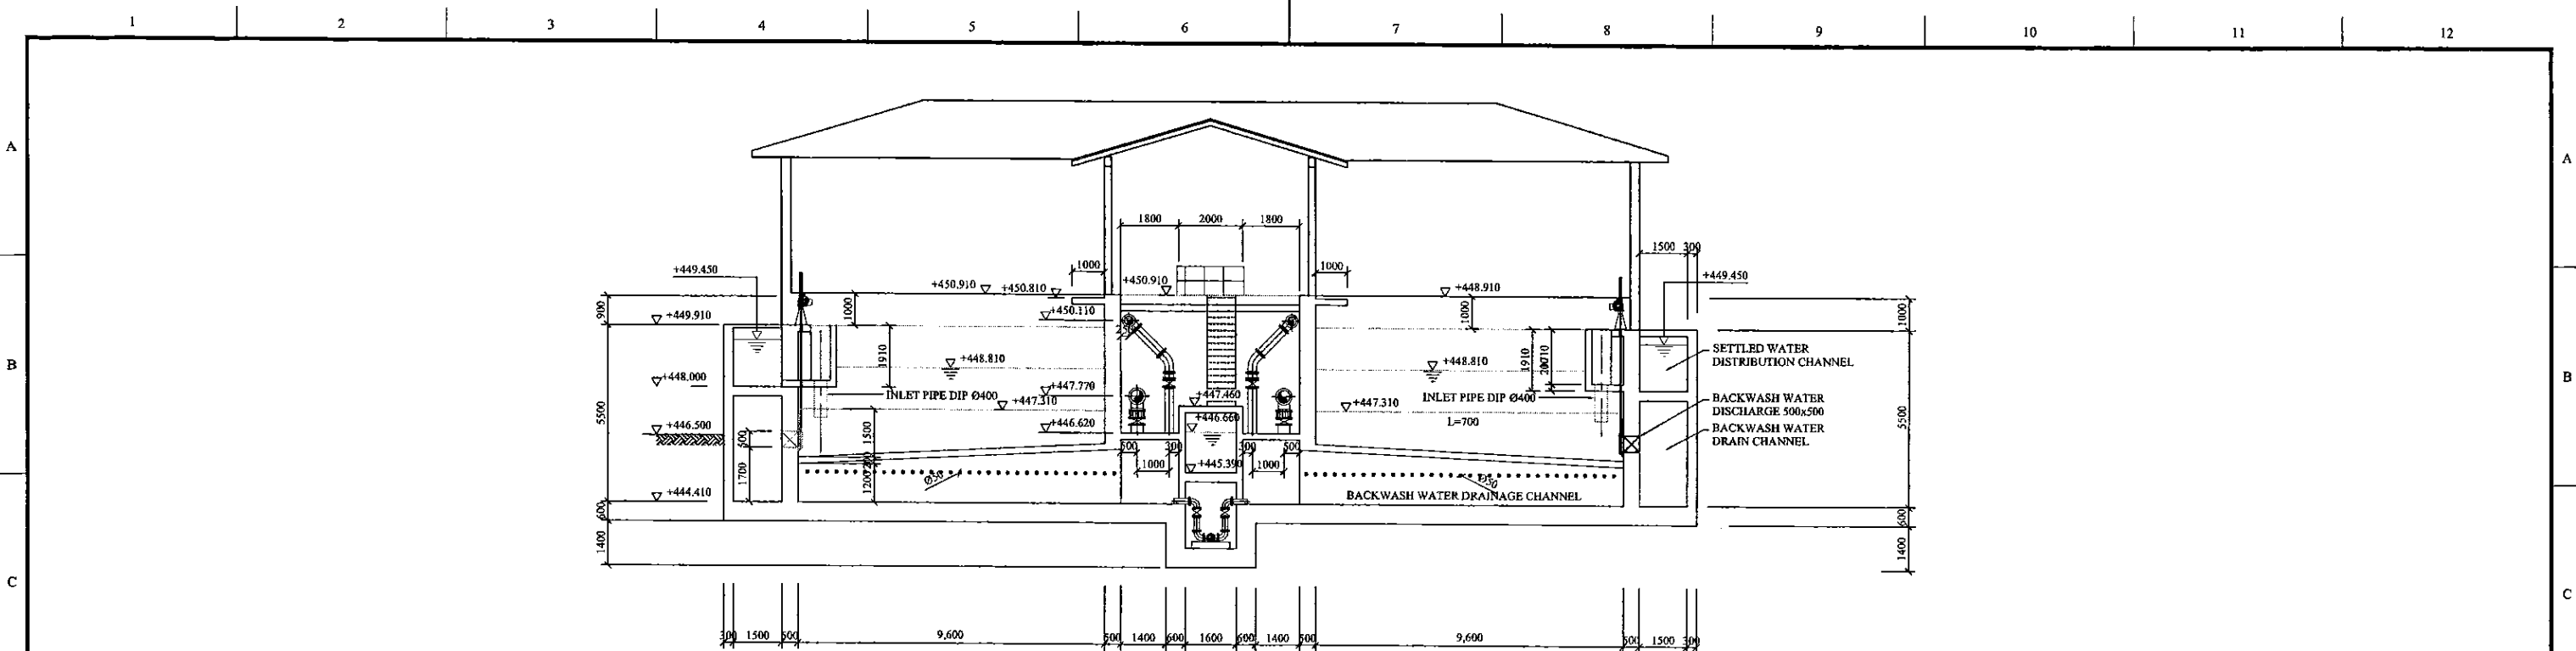 1 2 3 4 5 6 7 8 9 10 11 12
A A
1800 2000 1800
1500 300
+449.450 1000 +450.910 +450.810 +450.910 1000 +448.910 +449.450
900 +449.910 1000 +450.110 1000 1000
B B
1910 +448.810 +448.810 1910
SETTLED WATER
DISTRIBUTION CHANNEL
+448.000 +447.770
INLET PIPE DIP Ø400 +447.310 +447.460 INLET PIPE DIP Ø400
+447.310
L=700
BACKWASH WATER
DISCHARGE 500x500
BACKWASH WATER
DRAIN CHANNEL
5500 +446.500 500 1500 +446.620 +446.660 5500
500 300 300 500
1700 1200 Ø50 1000 +445.390 1000 Ø50
600 +444.410 BACKWASH WATER DRAINAGE CHANNEL 600
1400 1400
C C
300 1500 500 9,600 500 1400 600 1600 600 1400 500 9,600 500 1500 300